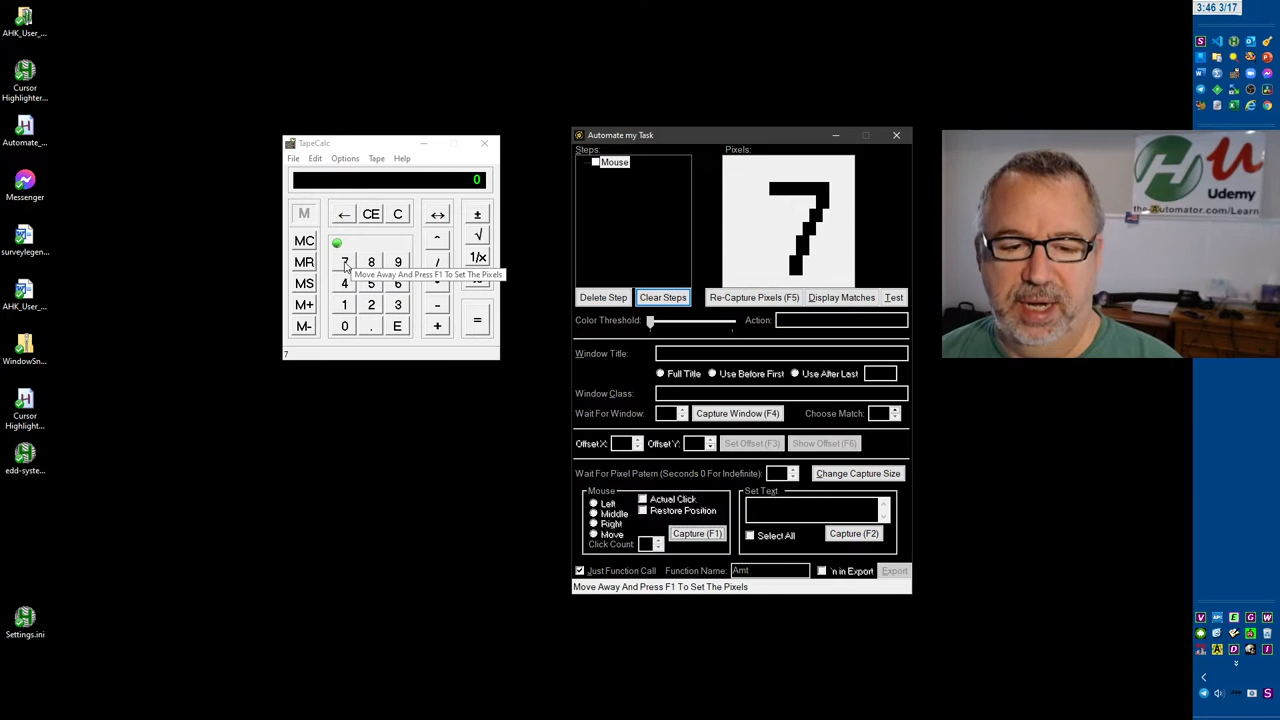 3:46 3/17
AHK_User_...
Cursor Highlighter...
Automate_...
Messenger
surveylegen...
AHK_User_...
WindowSn...
Cursor Highlight...
edd-syste...
Settings.ini
TapeCalc
File Edit Options Tape Help
0
M ← CE C ↔ ±
MC ^ √
MR 7 8 9 / 1/x
Move Away And Press F1 To Set The Pixels
MS 4 5 6
M+ 1 2 3 - =
M- 0 . E +
7
Automate my Task
Steps: Pixels:
Mouse
7
Delete Step Clear Steps Re-Capture Pixels (F5) Display Matches Test
Color Threshold: Action:
Window Title:
Full Title Use Before First Use After Last
Window Class:
Wait For Window: Capture Window (F4) Choose Match:
Offset X: Offset Y: Set Offset (F3) Show Offset (F6)
Wait For Pixel Patern (Seconds 0 For Indefinite): Change Capture Size
Mouse Set Text
Left Actual Click
Middle Restore Position
Right
Move Capture (F1) Select All Capture (F2)
Click Count:
Just Function Call Function Name: Amt `n in Export Export
Move Away And Press F1 To Set The Pixels
Udemy
the-Automator.com/Learn